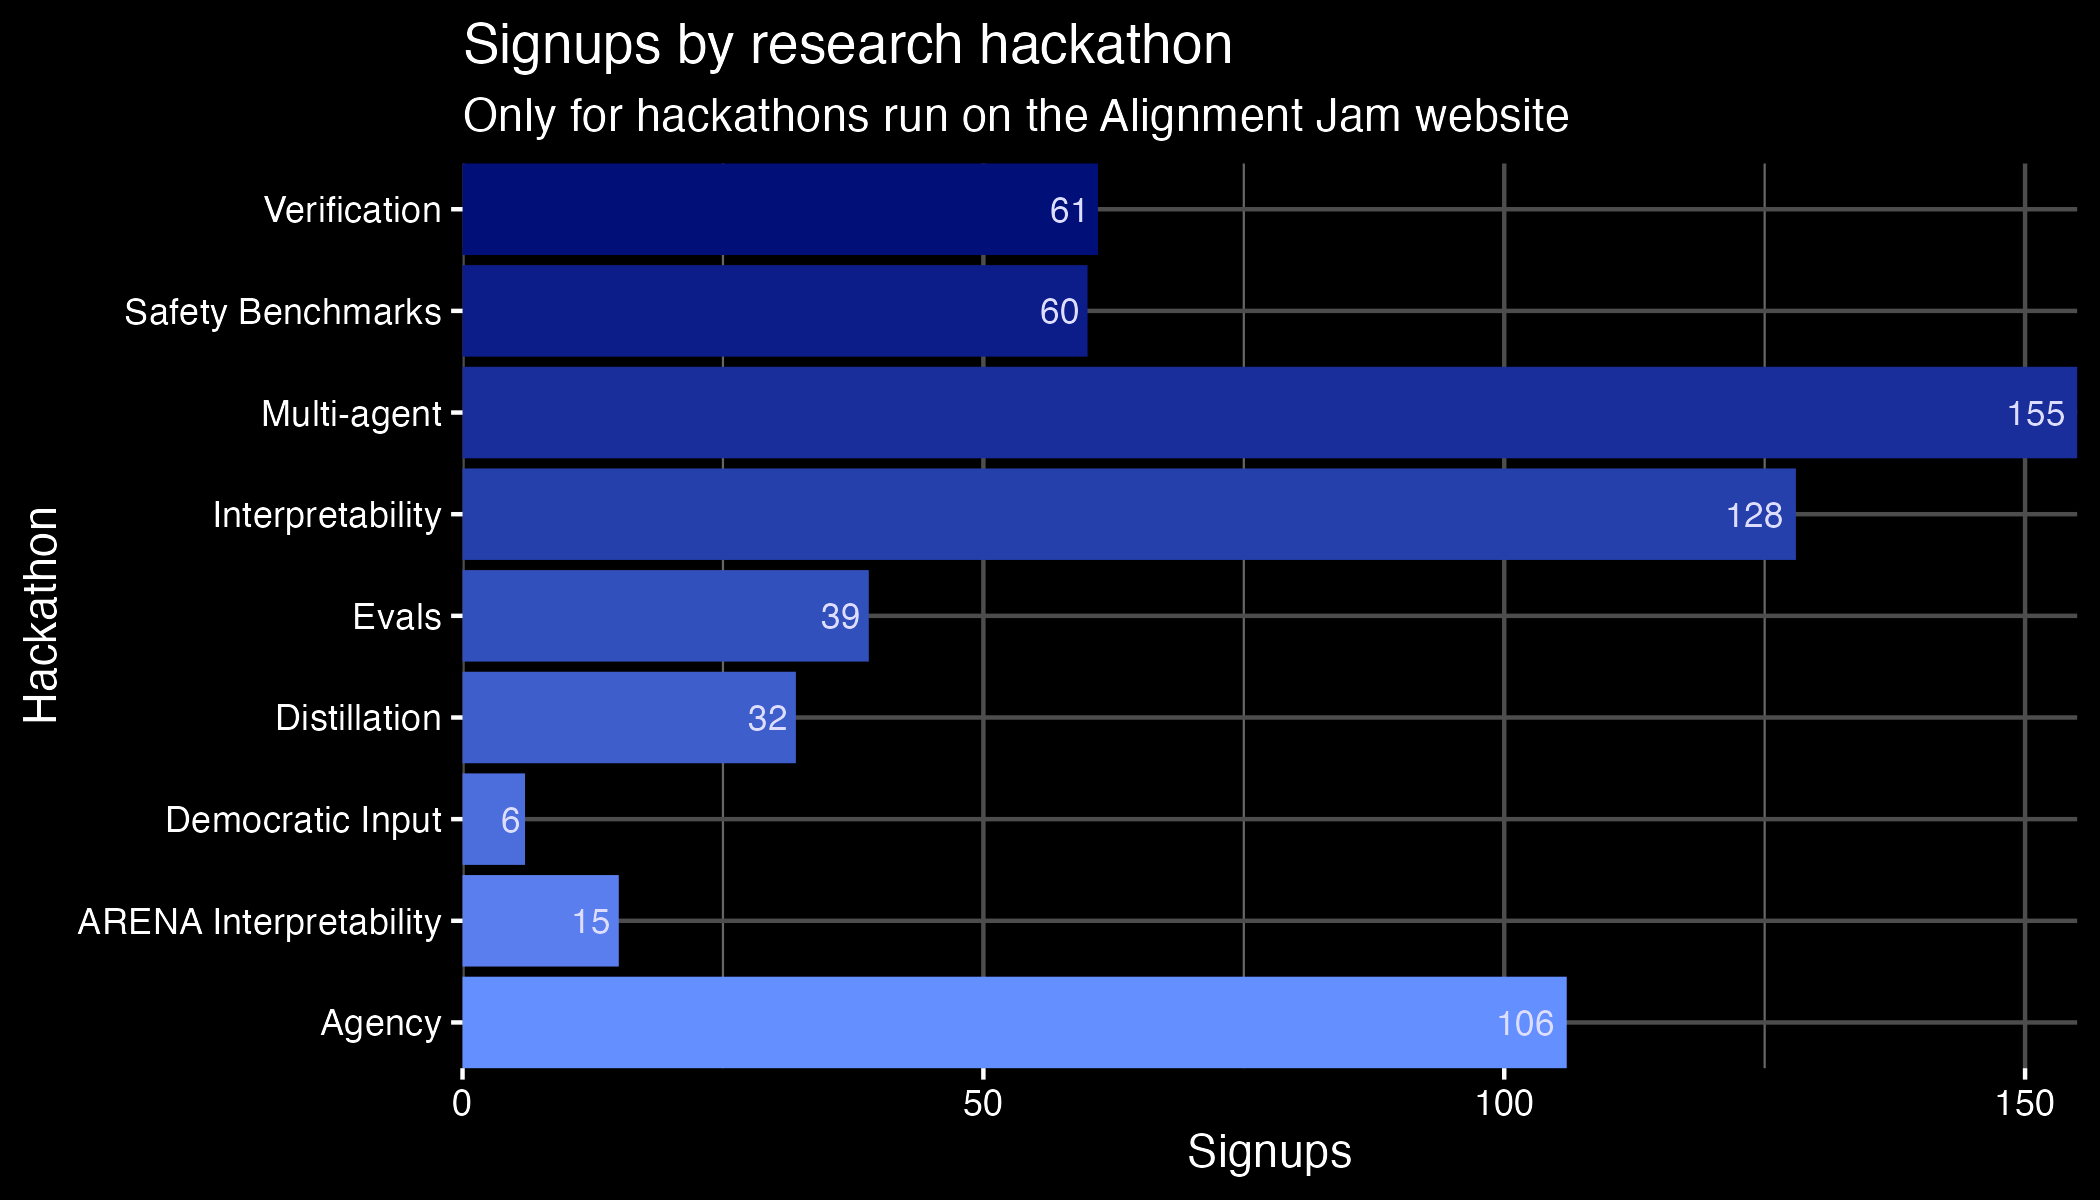 Signups by research hackathon
Only for hackathons run on the Alignment Jam website
Hackathon
Verification
61
Safety Benchmarks
60
Multi-agent
155
Interpretability
128
Evals
39
Distillation
32
Democratic Input
6
ARENA Interpretability
15
Agency
106
0 50 100 150
Signups